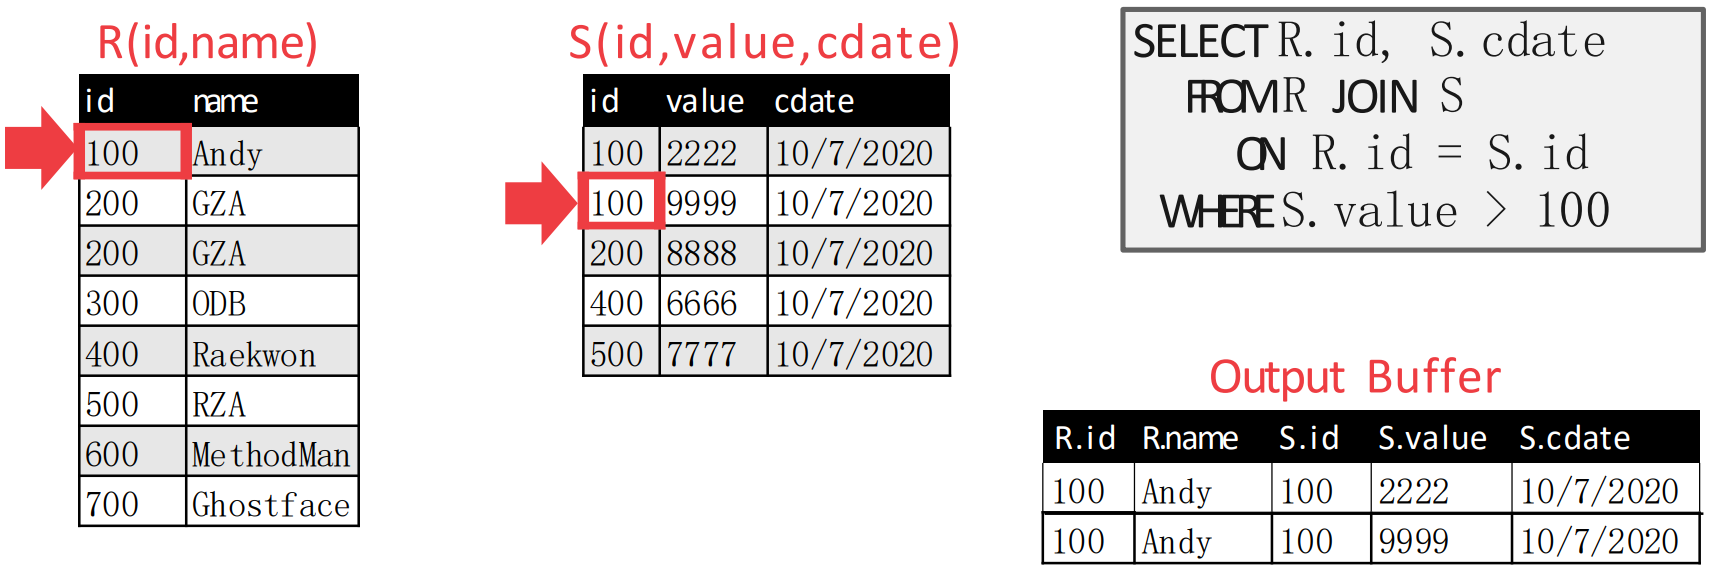 R(id,name)
id name
100 Andy
200 GZA
200 GZA
300 ODB
400 Raekwon
500 RZA
600 MethodMan
700 Ghostface
S(id,value,cdate)
id value cdate
100 2222 10/7/2020
100 9999 10/7/2020
200 8888 10/7/2020
400 6666 10/7/2020
500 7777 10/7/2020
SELECT R.id, S.cdate
FROM R JOIN S
ON R.id = S.id
WHERE S.value > 100
Output Buffer
R.id R.name S.id S.value S.cdate
100 Andy 100 2222 10/7/2020
100 Andy 100 9999 10/7/2020